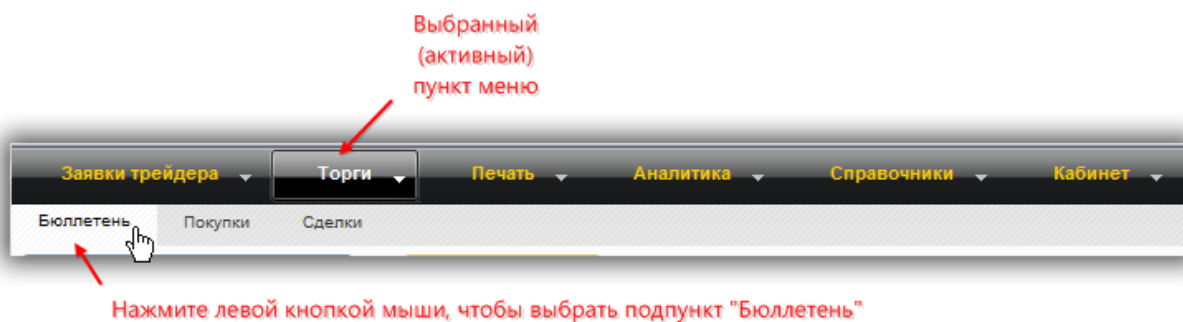 Выбранный
(активный)
пункт меню
Заявки трейдера Торги Печать Аналитика Справочники Кабинет
Бюллетень Покупки Сделки
Нажмите левой кнопкой мыши, чтобы выбрать подпункт "Бюллетень"